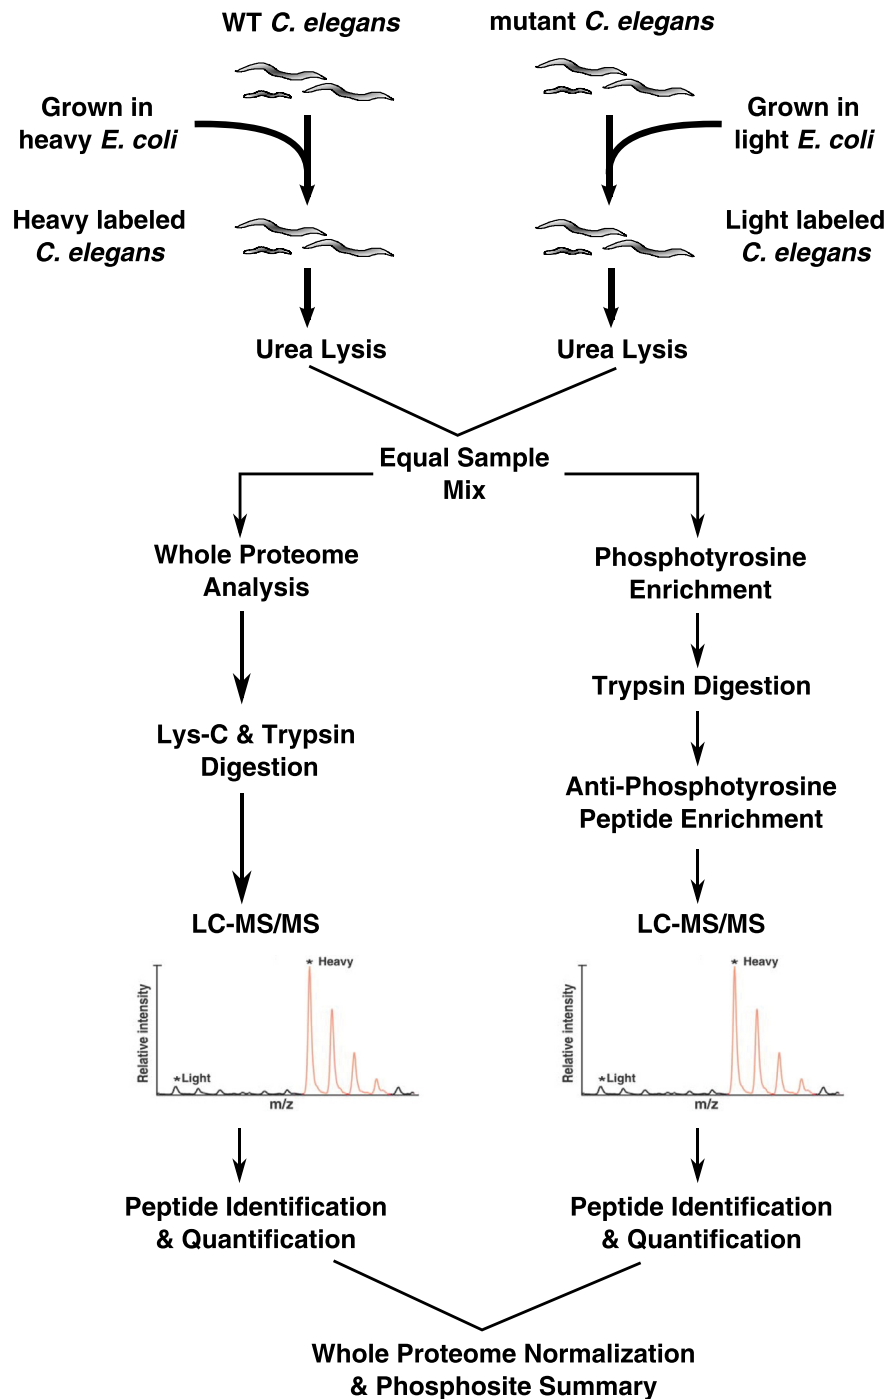 WT C. elegans
mutant C. elegans
Grown in
heavy E. coli
Grown in
light E. coli
Heavy labeled
C. elegans
Light labeled
C. elegans
Urea Lysis
Urea Lysis
Equal Sample
Mix
Whole Proteome
Analysis
Phosphotyrosine
Enrichment
Trypsin Digestion
Lys-C & Trypsin
Digestion
Anti-Phosphotyrosine
Peptide Enrichment
LC-MS/MS
LC-MS/MS
* Heavy
Relative intensity
*Light
m/z
* Heavy
Relative intensity
*Light
m/z
Peptide Identification
& Quantification
Peptide Identification
& Quantification
Whole Proteome Normalization
& Phosphosite Summary